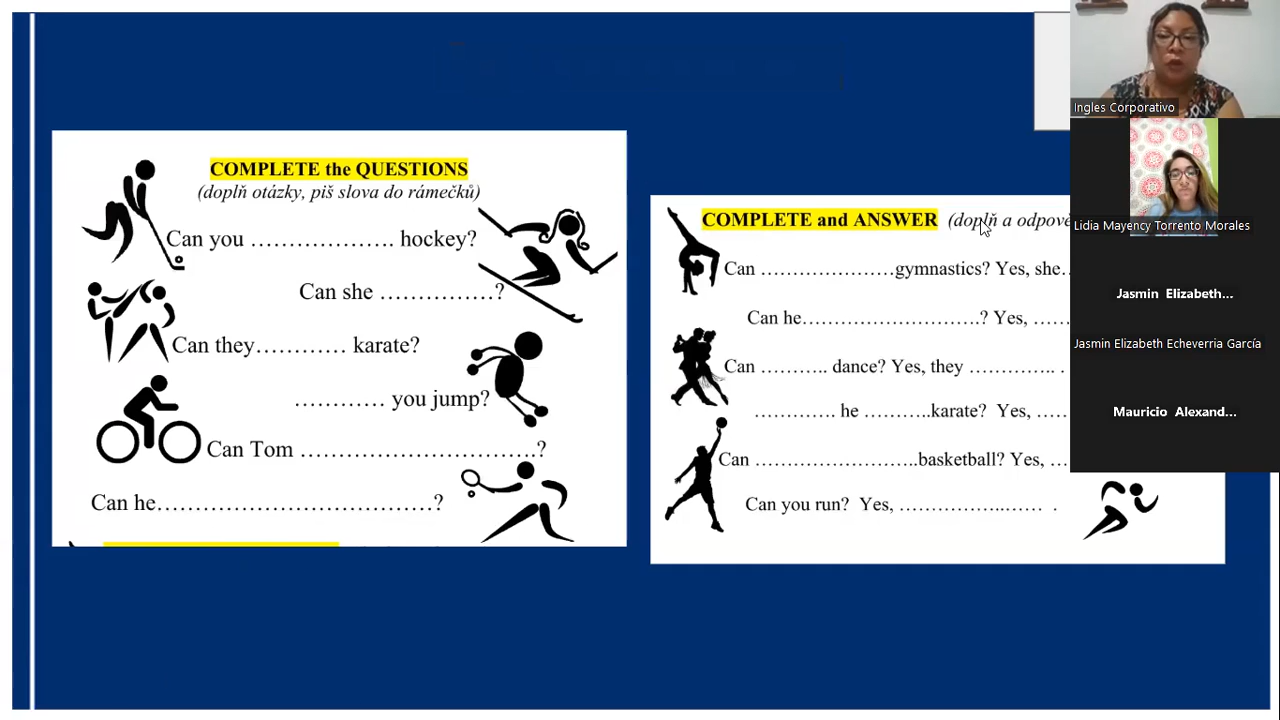 COMPLETE the QUESTIONS
(doplň otázky, piš slova do rámečků)
Can you ………………… hockey?
Can she ……………?
Can they………… karate?
………… you jump?
Can Tom ……………………………….?
Can he………………………………?
COMPLETE and ANSWER (doplň a odpově
Can …………………gymnastics? Yes, she…
Can he……………………….? Yes, ……
Can ……….. dance? Yes, they ………….. .
…………. he ………..karate? Yes, ……
Can ……………………..basketball? Yes, …
Can you run? Yes, ……………..…… .
Ingles Corporativo
Lidia Mayency Torrento Morales
Jasmin Elizabeth...
Jasmin Elizabeth Echeverria García
Mauricio Alexand...